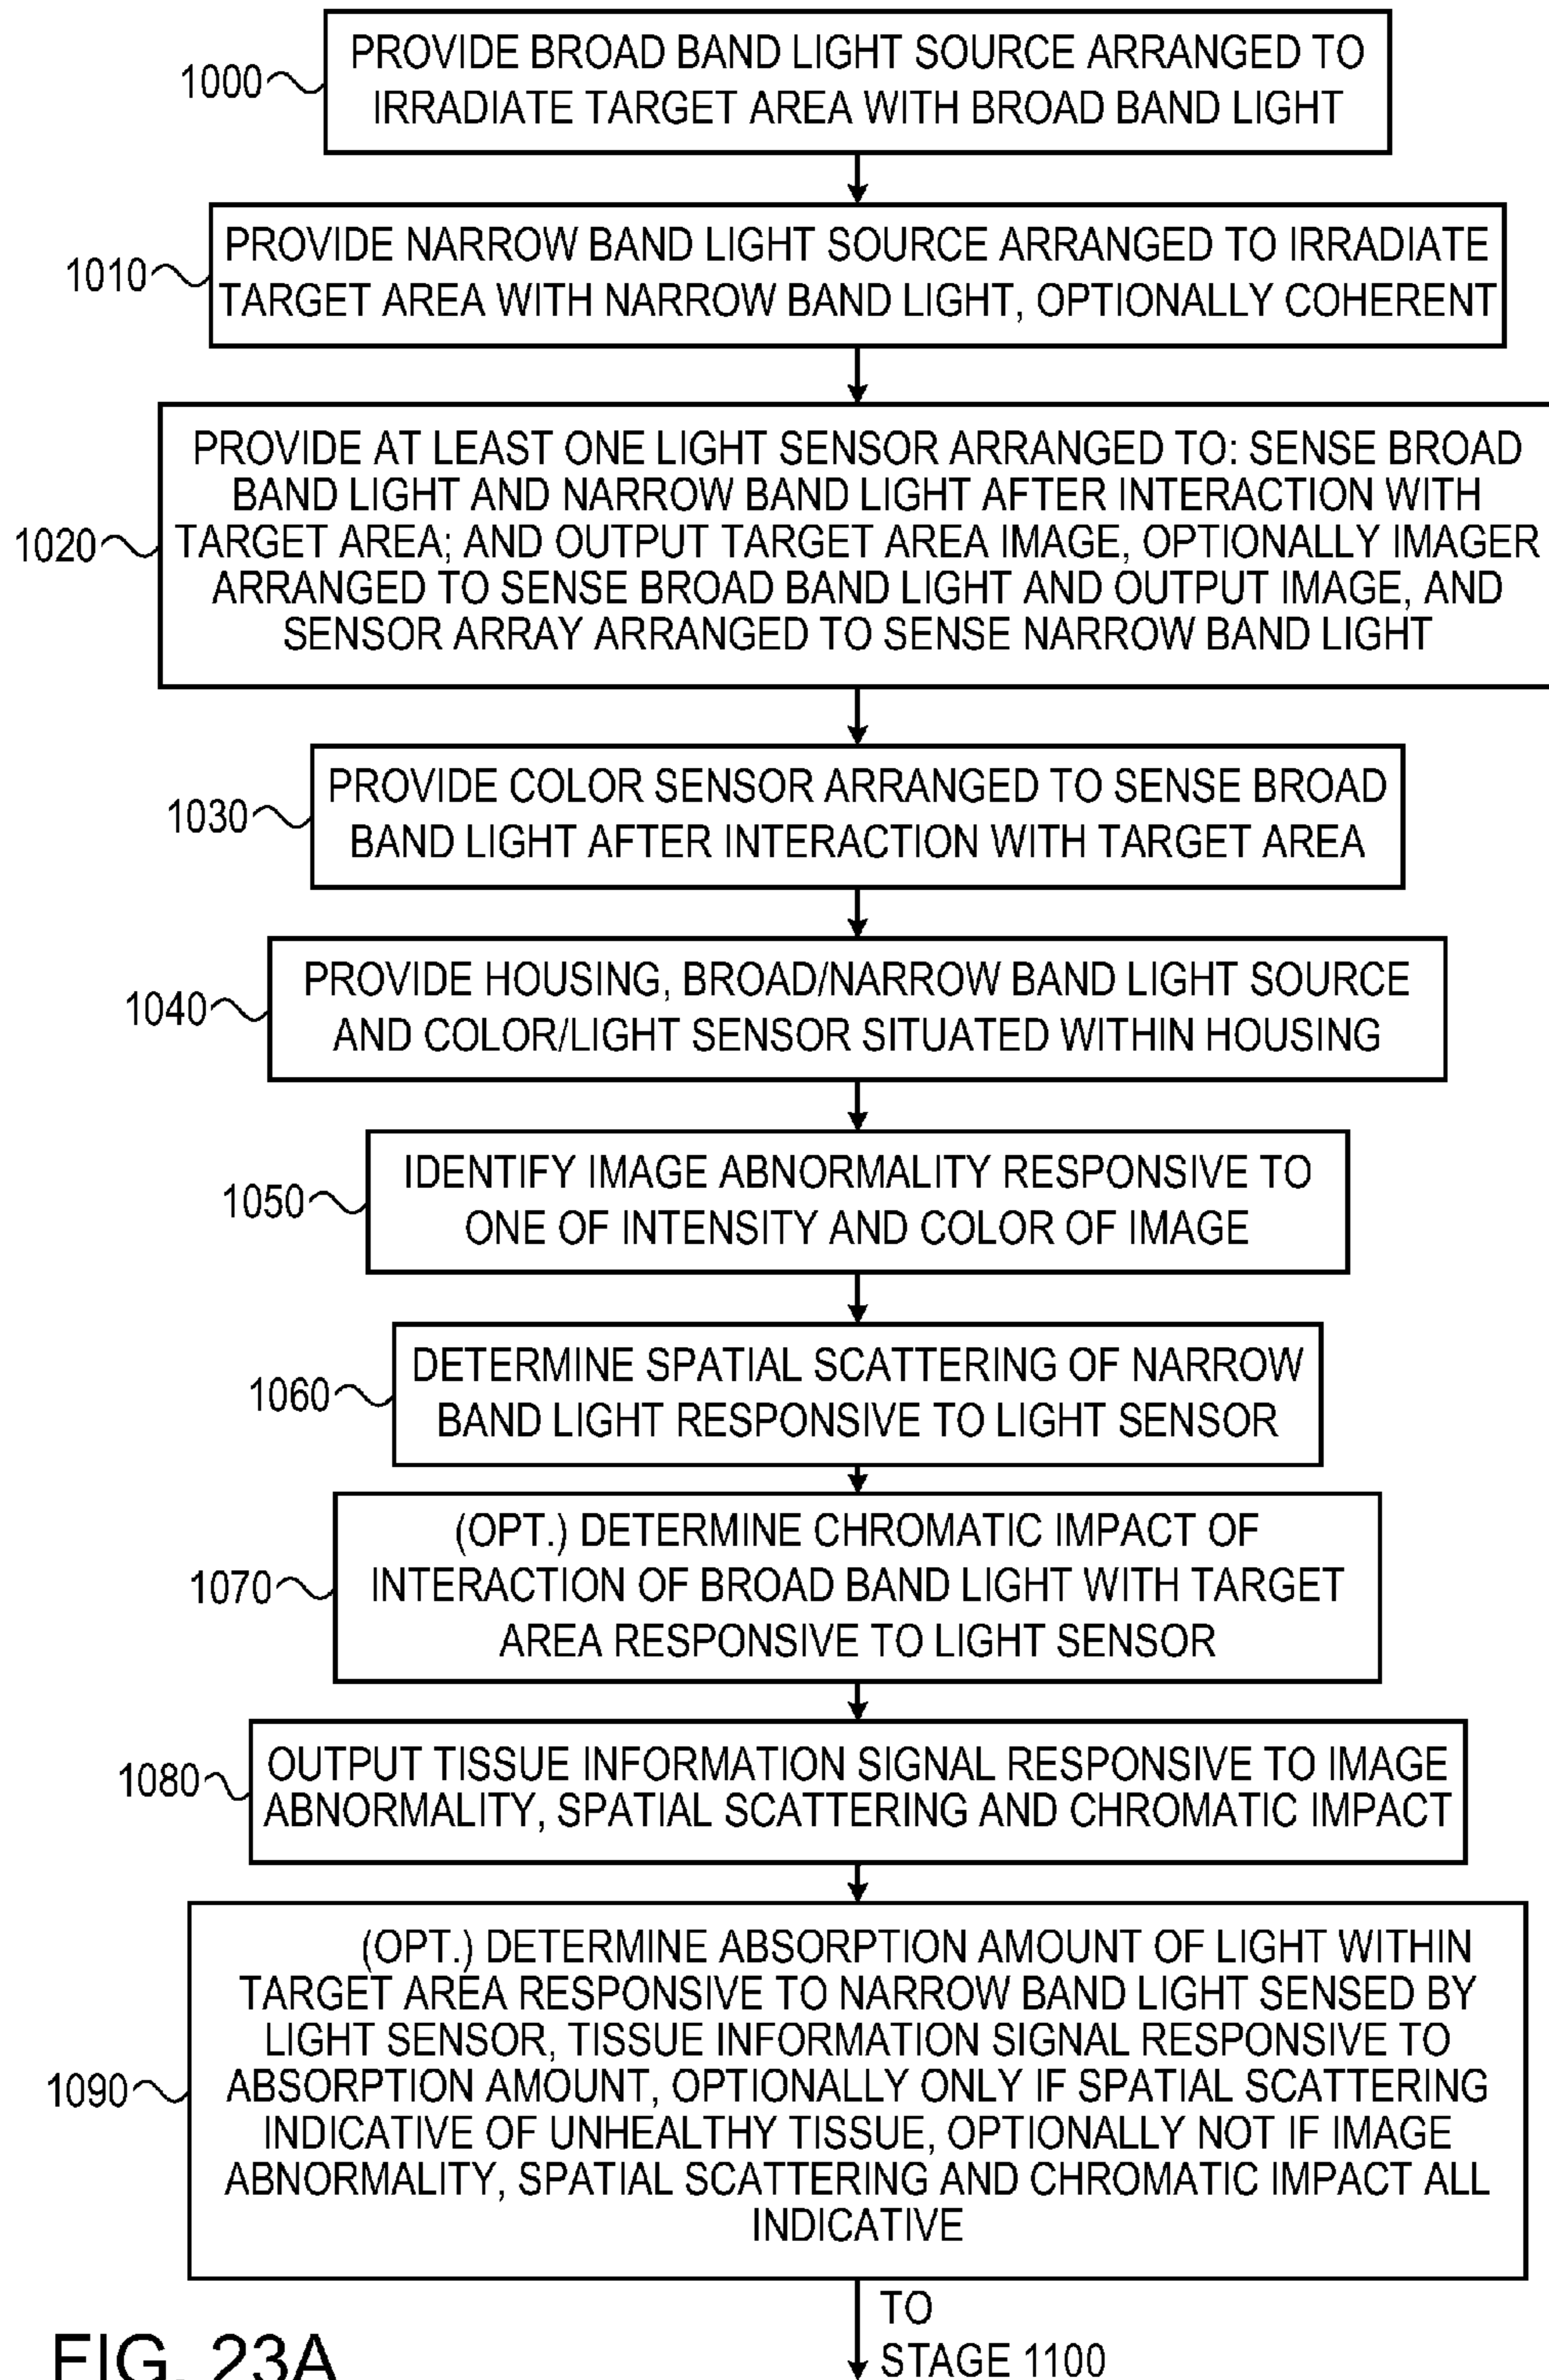 1000
PROVIDE BROAD BAND LIGHT SOURCE ARRANGED TO
IRRADIATE TARGET AREA WITH BROAD BAND LIGHT
1010
PROVIDE NARROW BAND LIGHT SOURCE ARRANGED TO IRRADIATE
TARGET AREA WITH NARROW BAND LIGHT, OPTIONALLY COHERENT
1020
PROVIDE AT LEAST ONE LIGHT SENSOR ARRANGED TO: SENSE BROAD
BAND LIGHT AND NARROW BAND LIGHT AFTER INTERACTION WITH
TARGET AREA; AND OUTPUT TARGET AREA IMAGE, OPTIONALLY IMAGER
ARRANGED TO SENSE BROAD BAND LIGHT AND OUTPUT IMAGE, AND
SENSOR ARRAY ARRANGED TO SENSE NARROW BAND LIGHT
1030
PROVIDE COLOR SENSOR ARRANGED TO SENSE BROAD
BAND LIGHT AFTER INTERACTION WITH TARGET AREA
1040
PROVIDE HOUSING, BROAD/NARROW BAND LIGHT SOURCE
AND COLOR/LIGHT SENSOR SITUATED WITHIN HOUSING
1050
IDENTIFY IMAGE ABNORMALITY RESPONSIVE TO
ONE OF INTENSITY AND COLOR OF IMAGE
1060
DETERMINE SPATIAL SCATTERING OF NARROW
BAND LIGHT RESPONSIVE TO LIGHT SENSOR
1070
(OPT.) DETERMINE CHROMATIC IMPACT OF
INTERACTION OF BROAD BAND LIGHT WITH TARGET
AREA RESPONSIVE TO LIGHT SENSOR
1080
OUTPUT TISSUE INFORMATION SIGNAL RESPONSIVE TO IMAGE
ABNORMALITY, SPATIAL SCATTERING AND CHROMATIC IMPACT
1090
(OPT.) DETERMINE ABSORPTION AMOUNT OF LIGHT WITHIN
TARGET AREA RESPONSIVE TO NARROW BAND LIGHT SENSED BY
LIGHT SENSOR, TISSUE INFORMATION SIGNAL RESPONSIVE TO
ABSORPTION AMOUNT, OPTIONALLY ONLY IF SPATIAL SCATTERING
INDICATIVE OF UNHEALTHY TISSUE, OPTIONALLY NOT IF IMAGE
ABNORMALITY, SPATIAL SCATTERING AND CHROMATIC IMPACT ALL
INDICATIVE
TO
STAGE 1100
FIG. 23A